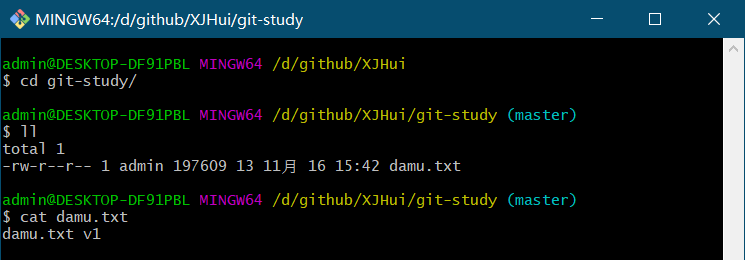 MINGW64:/d/github/XJHui/git-study
admin@DESKTOP-DF91PBL MINGW64 /d/github/XJHui
$ cd git-study/
admin@DESKTOP-DF91PBL MINGW64 /d/github/XJHui/git-study (master)
$ ll
total 1
-rw-r--r-- 1 admin 197609 13 11月 16 15:42 damu.txt
admin@DESKTOP-DF91PBL MINGW64 /d/github/XJHui/git-study (master)
$ cat damu.txt
damu.txt v1